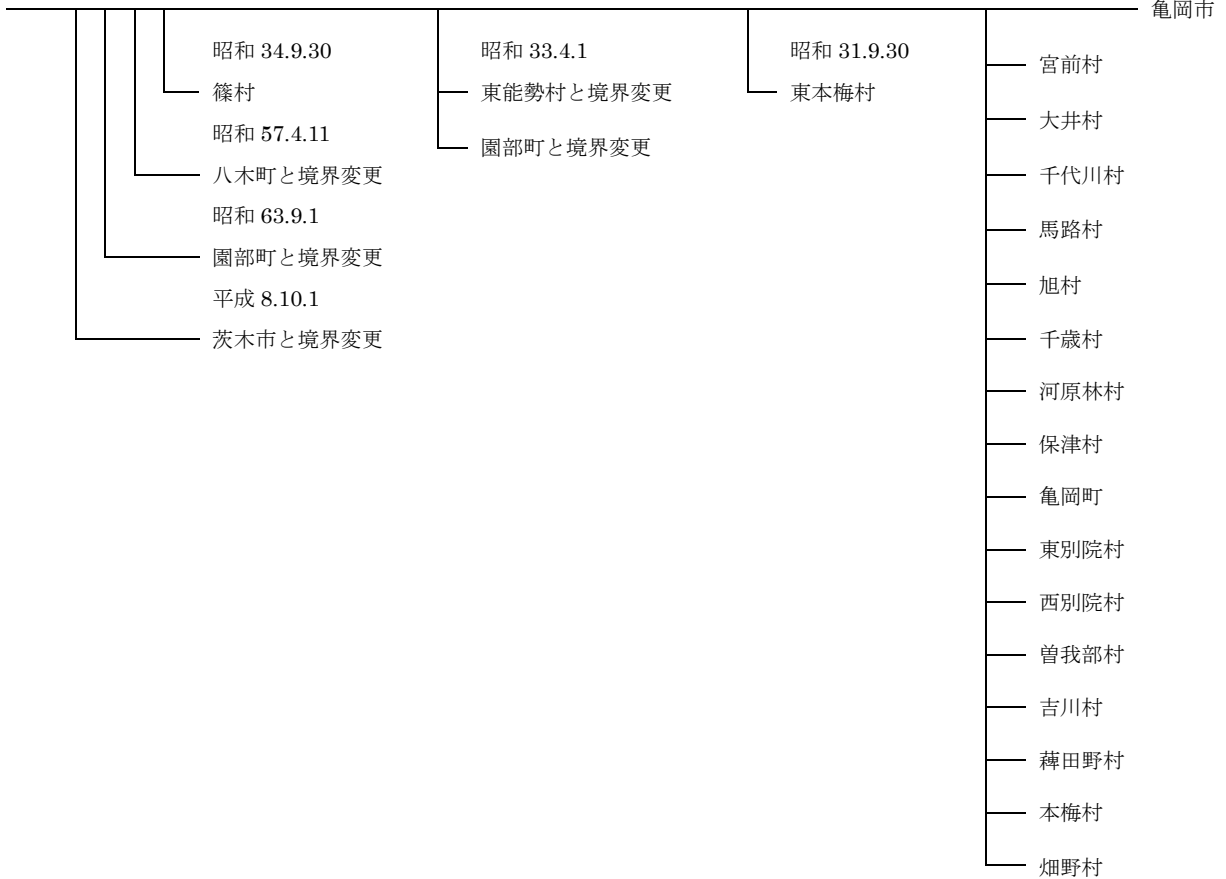 亀岡市
昭和 34.9.30
篠村
昭和 57.4.11
八木町と境界変更
昭和 63.9.1
園部町と境界変更
平成 8.10.1
茨木市と境界変更
昭和 33.4.1
東能勢村と境界変更
園部町と境界変更
昭和 31.9.30
東本梅村
宮前村
大井村
千代川村
馬路村
旭村
千歳村
河原林村
保津村
亀岡町
東別院村
西別院村
曽我部村
吉川村
薭田野村
本梅村
畑野村